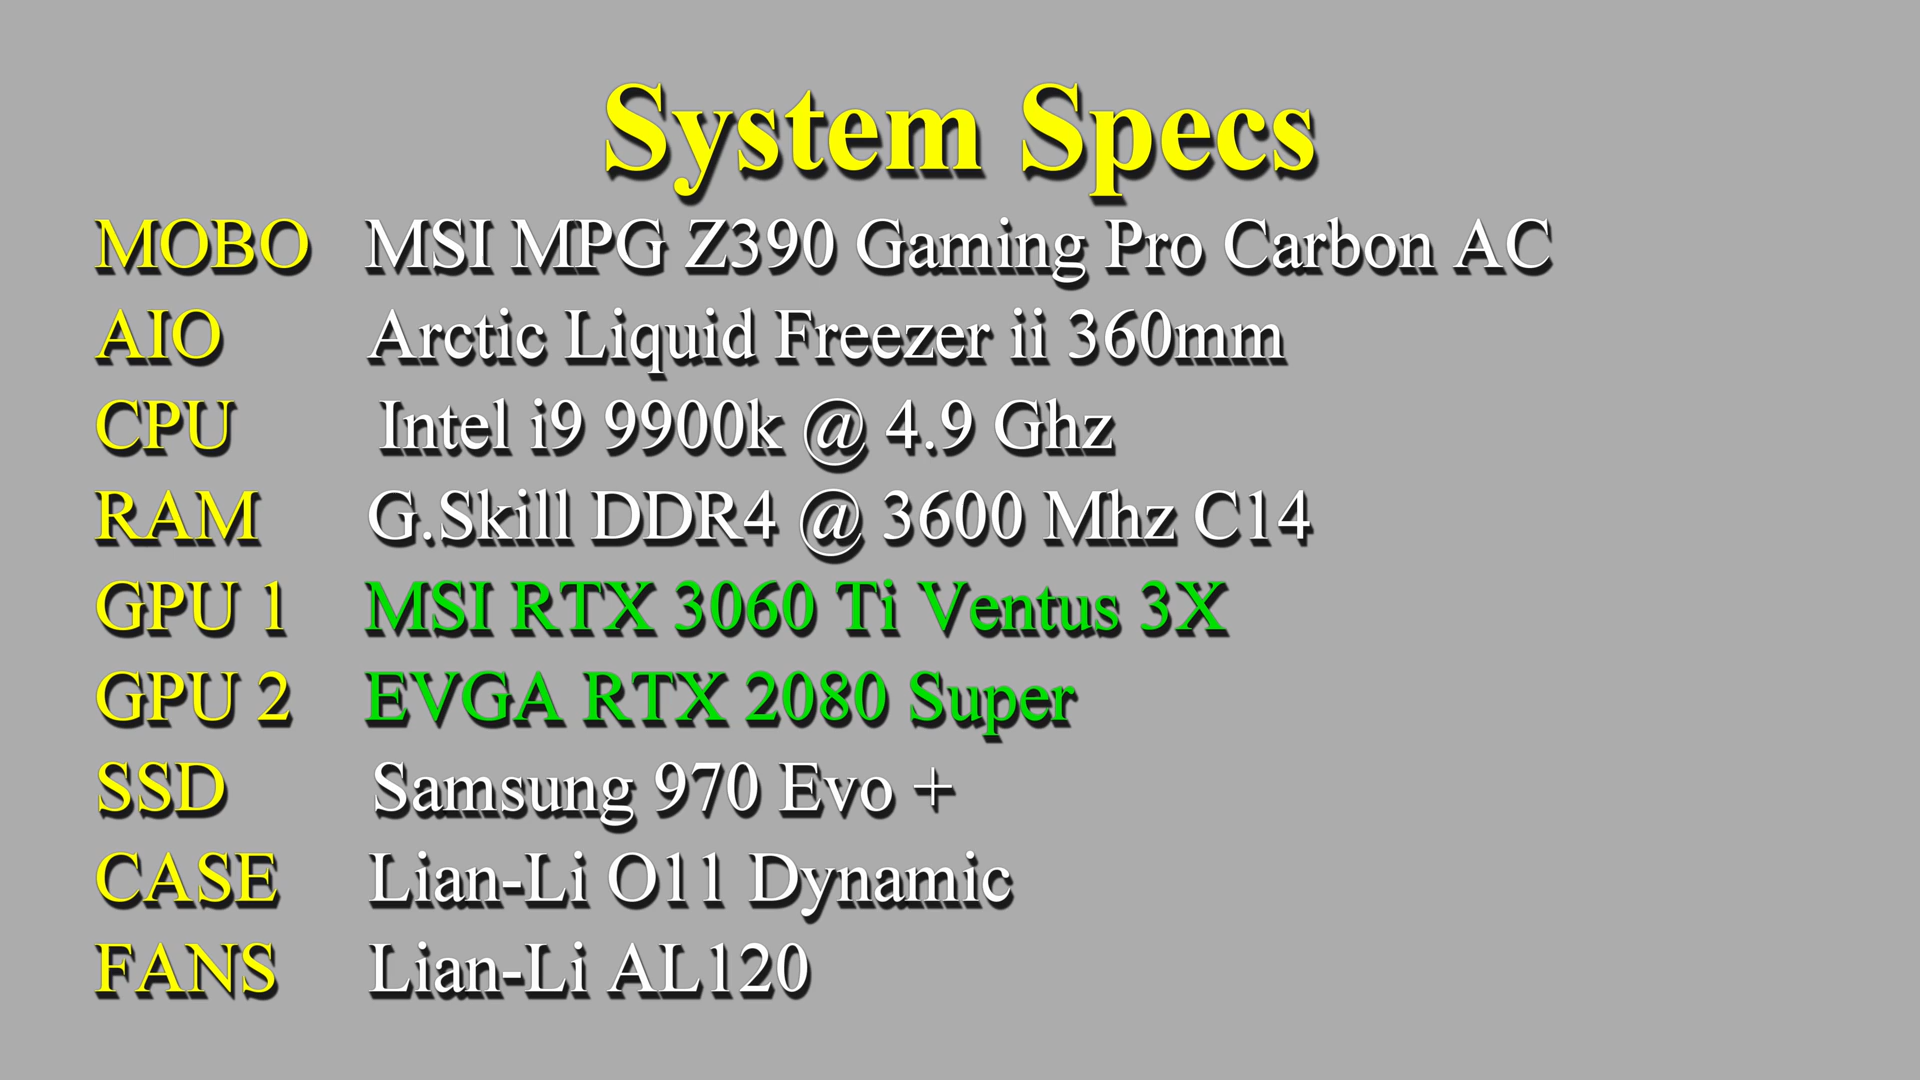 System Specs
MOBO MSI MPG Z390 Gaming Pro Carbon AC
AIO Arctic Liquid Freezer ii 360mm
CPU Intel i9 9900k @ 4.9 Ghz
RAM G.Skill DDR4 @ 3600 Mhz C14
GPU 1 MSI RTX 3060 Ti Ventus 3X
GPU 2 EVGA RTX 2080 Super
SSD Samsung 970 Evo +
CASE Lian-Li O11 Dynamic
FANS Lian-Li AL120